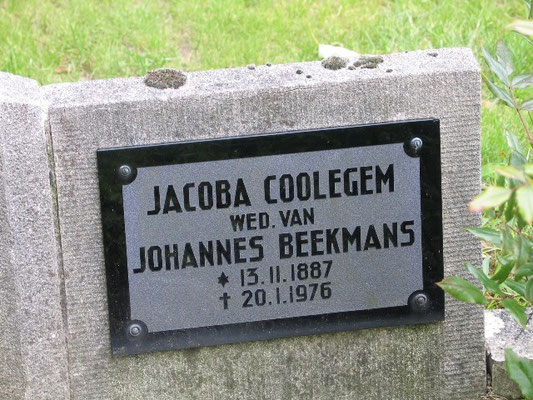 JACOBA COOLEGEM
WED. VAN
JOHANNES BEEKMANS
* 13.11.1887
† 20.1.1976